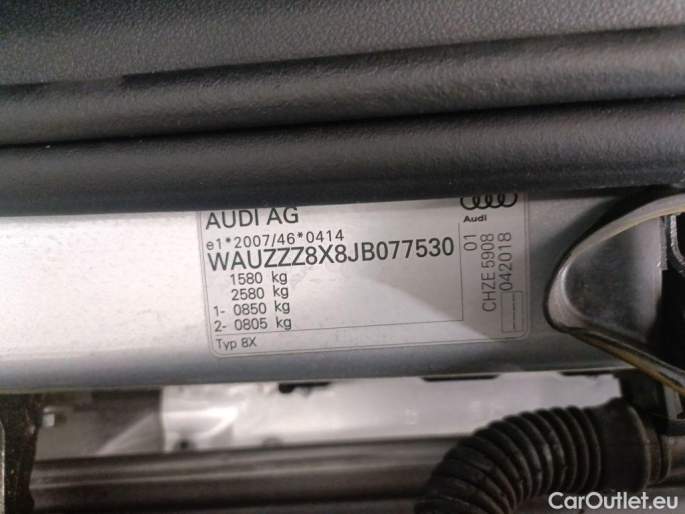 AUDI AG
e1*2007/46*0414
WAUZZZ8X8JB077530
1580 kg
2580 kg
1- 0850 kg
2- 0805 kg
Typ 8X
Audi
01
CHZE 5908
042018
CarOutlet.eu